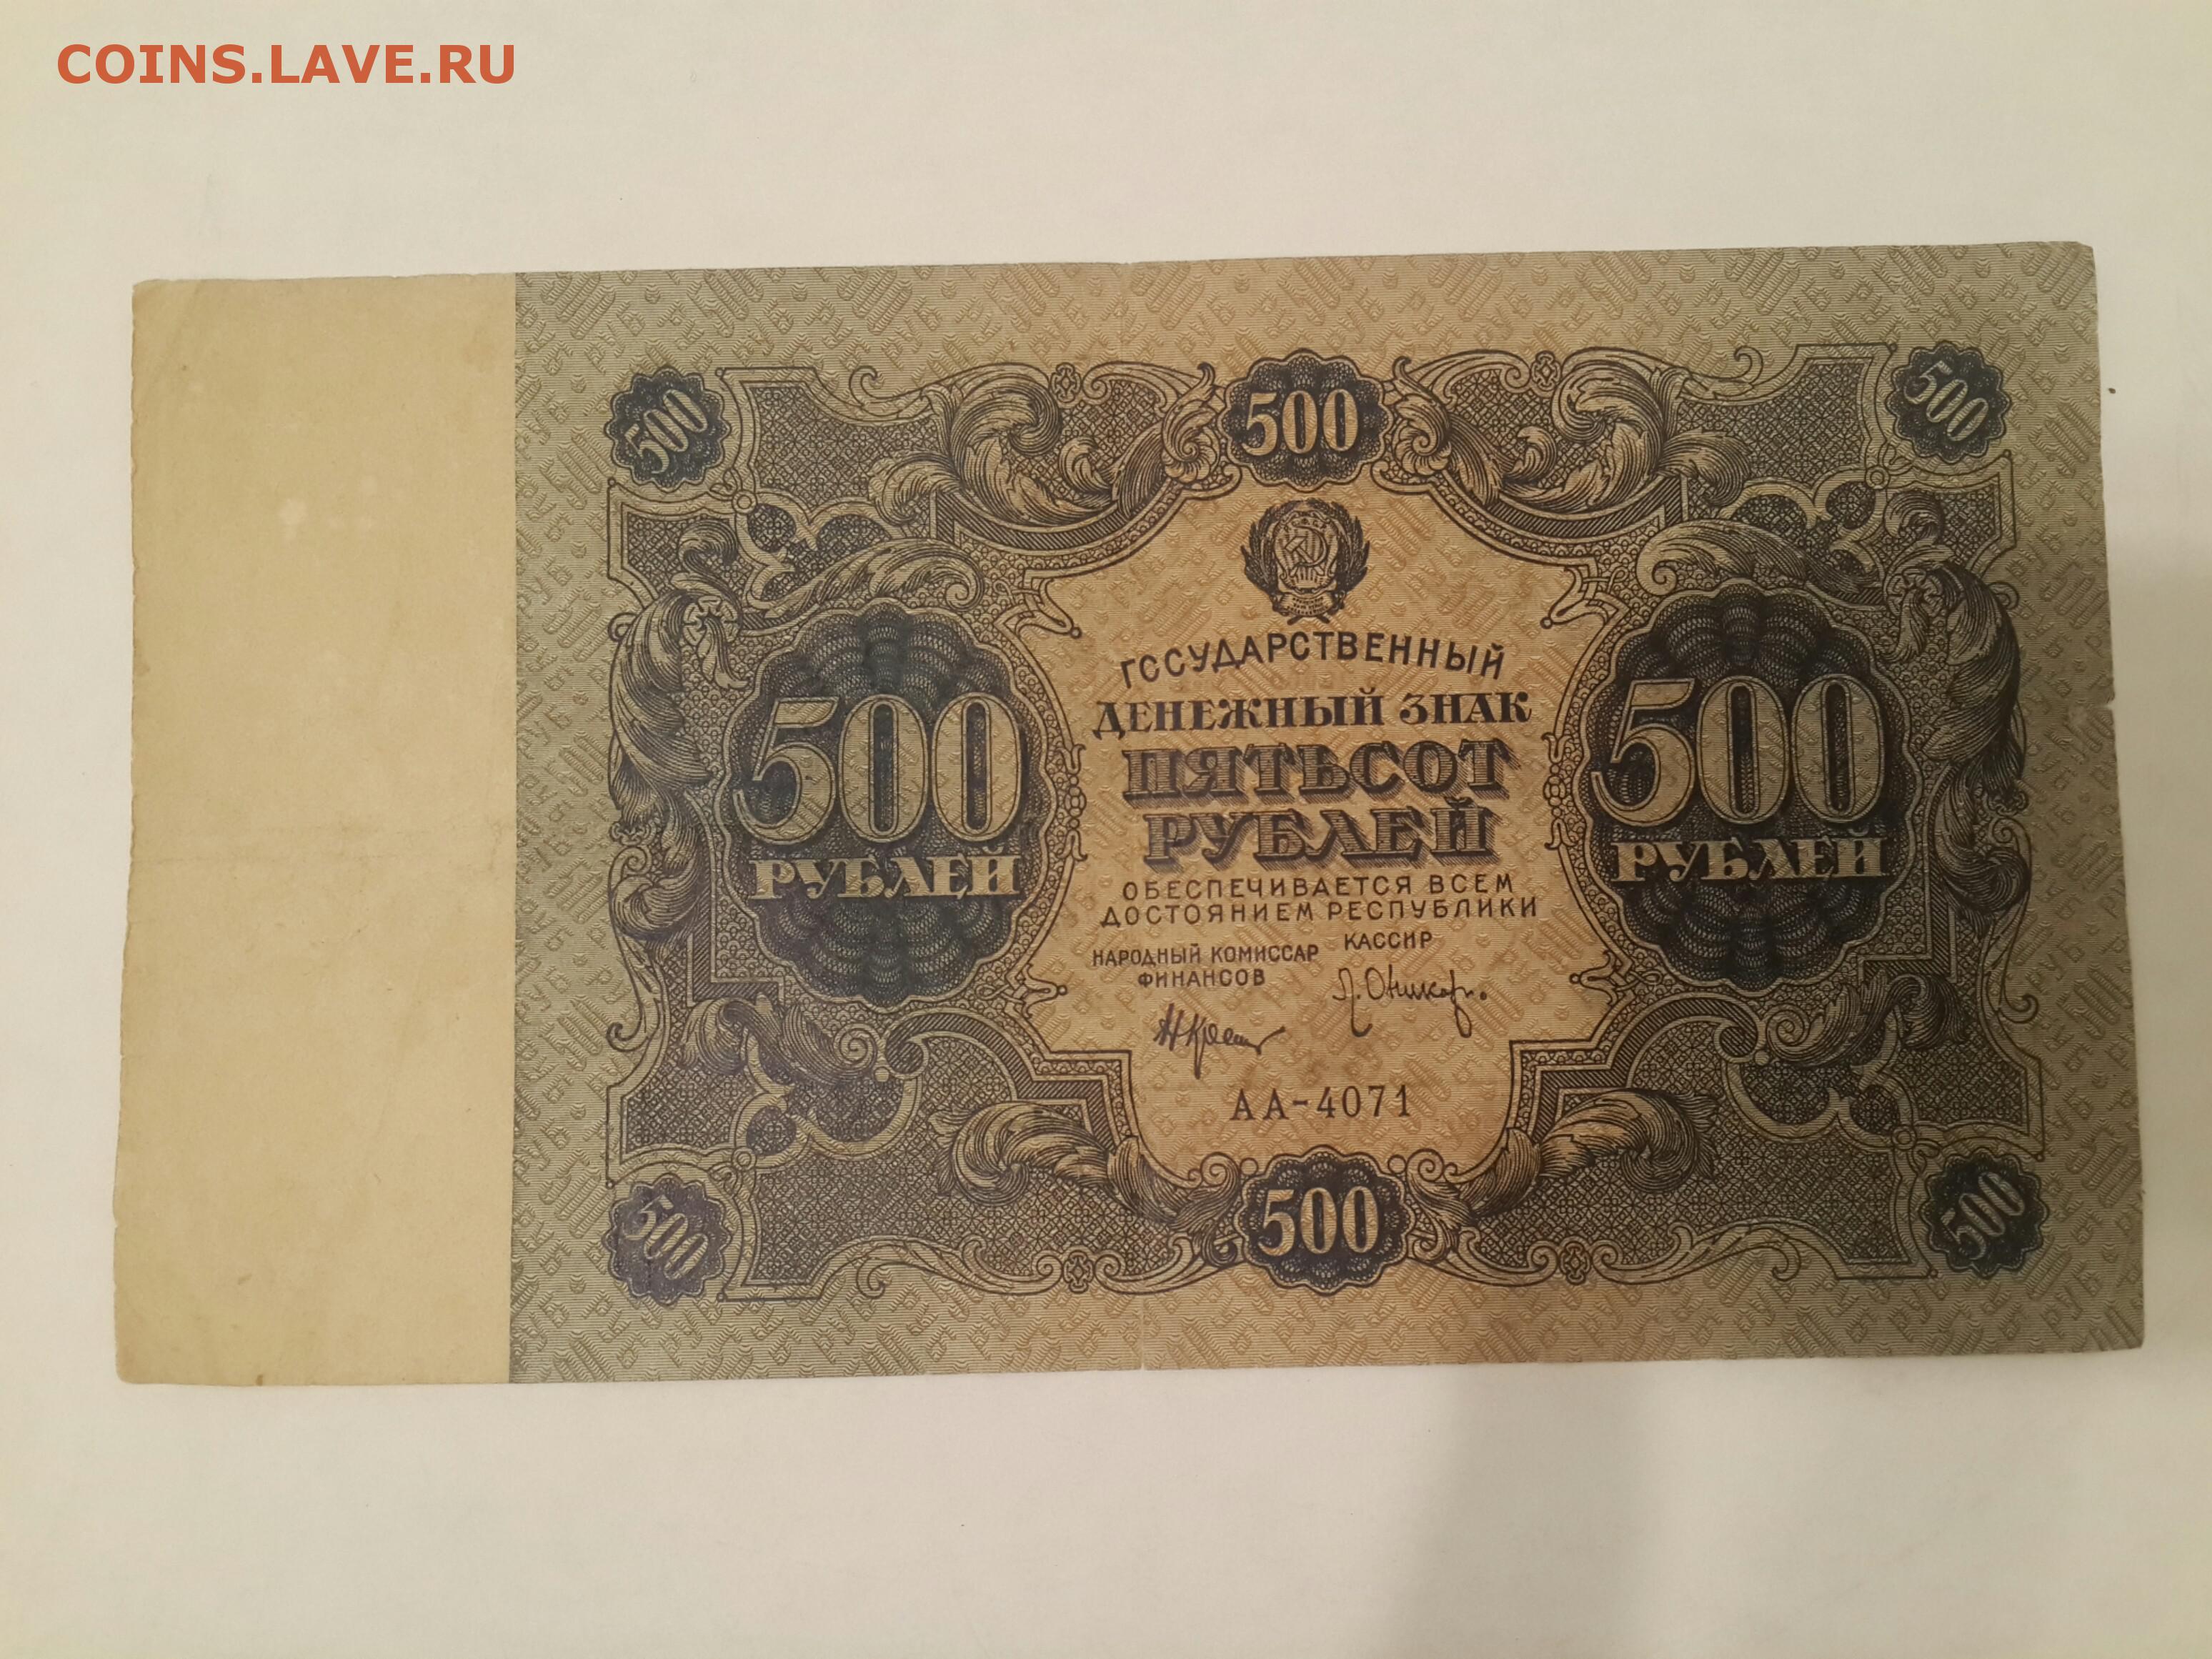 COINS.LAVE.RU
500
500
500
ГОСУДАРСТВЕННЫЙ
ДЕНЕЖНЫЙ ЗНАК
500
РУБЛЕЙ
ПЯТЬСОТ
РУБЛЕЙ
500
РУБЛЕЙ
ОБЕСПЕЧИВАЕТСЯ ВСЕМ
ДОСТОЯНИЕМ РЕСПУБЛИКИ
НАРОДНЫЙ КОМИССАР
ФИНАНСОВ
КАССИР
АА-4071
500
500
500